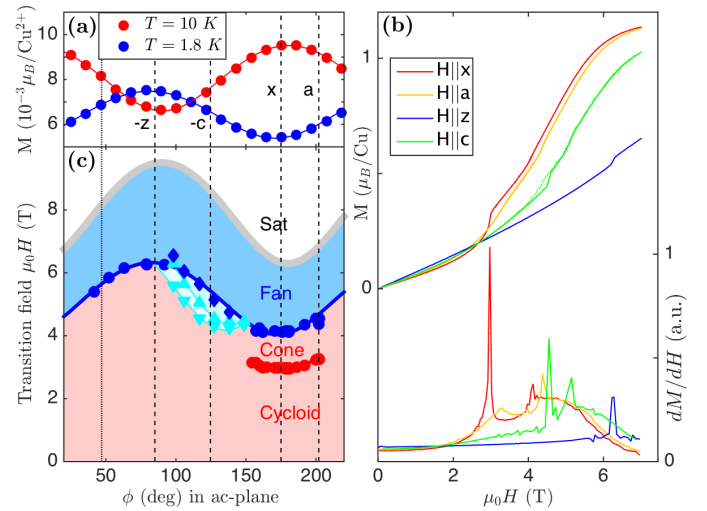 (a)
T = 10 K
T = 1.8 K
M (10⁻³ μ_B/Cu²⁺)
10
8
6
x
a
-z
-c
(c)
Transition field μ₀H (T)
8
6
4
2
0
Sat
Fan
Cone
Cycloid
50
100
150
200
φ (deg) in ac-plane
(b)
H||x
H||a
H||z
H||c
M (μ_B/Cu)
1
0
dM/dH (a.u.)
1
0
0
2
4
6
μ₀H (T)